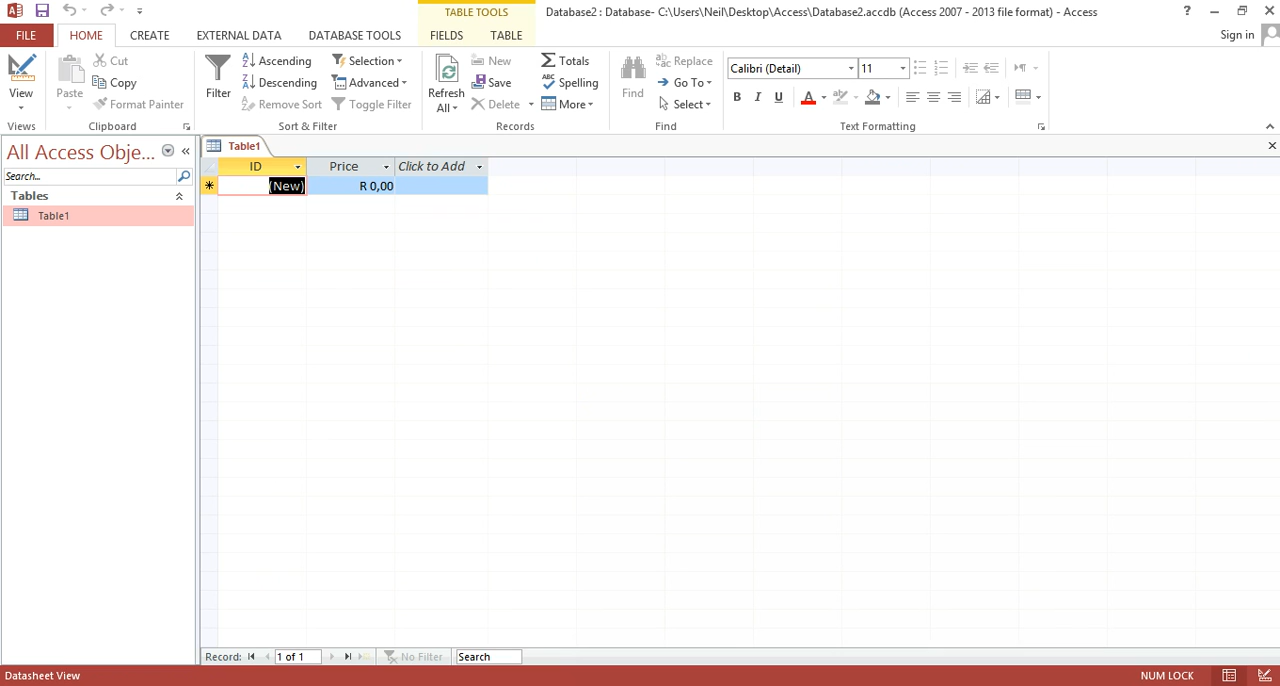 TABLE TOOLS
Database2 : Database- C:\Users\Neil\Desktop\Access\Database2.accdb (Access 2007 - 2013 file format) - Access
?
FILE HOME CREATE EXTERNAL DATA DATABASE TOOLS FIELDS TABLE
Sign in
View
Views
Paste
Cut
Copy
Format Painter
Clipboard
Filter
Ascending
Descending
Remove Sort
Selection
Advanced
Toggle Filter
Sort & Filter
Refresh
All
New
Save
Delete
Totals
Spelling
More
Records
Find
Replace
Go To
Select
Find
Calibri (Detail) 11
B I U A
Text Formatting
All Access Obje...
Search...
Tables
Table1
Table1
ID Price Click to Add
(New) R 0,00
Record: 1 of 1 No Filter Search
Datasheet View
NUM LOCK